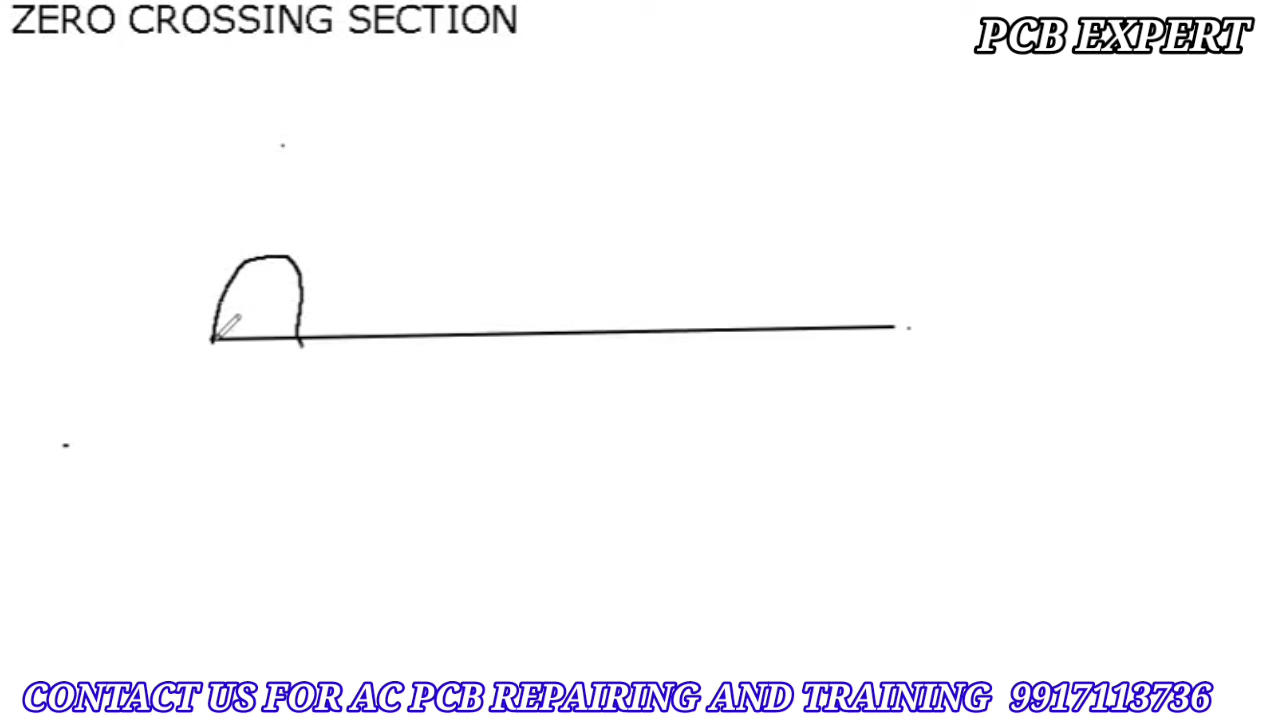 ZERO CROSSING SECTION
PCB EXPERT
CONTACT US FOR AC PCB REPAIRING AND TRAINING 9917113736